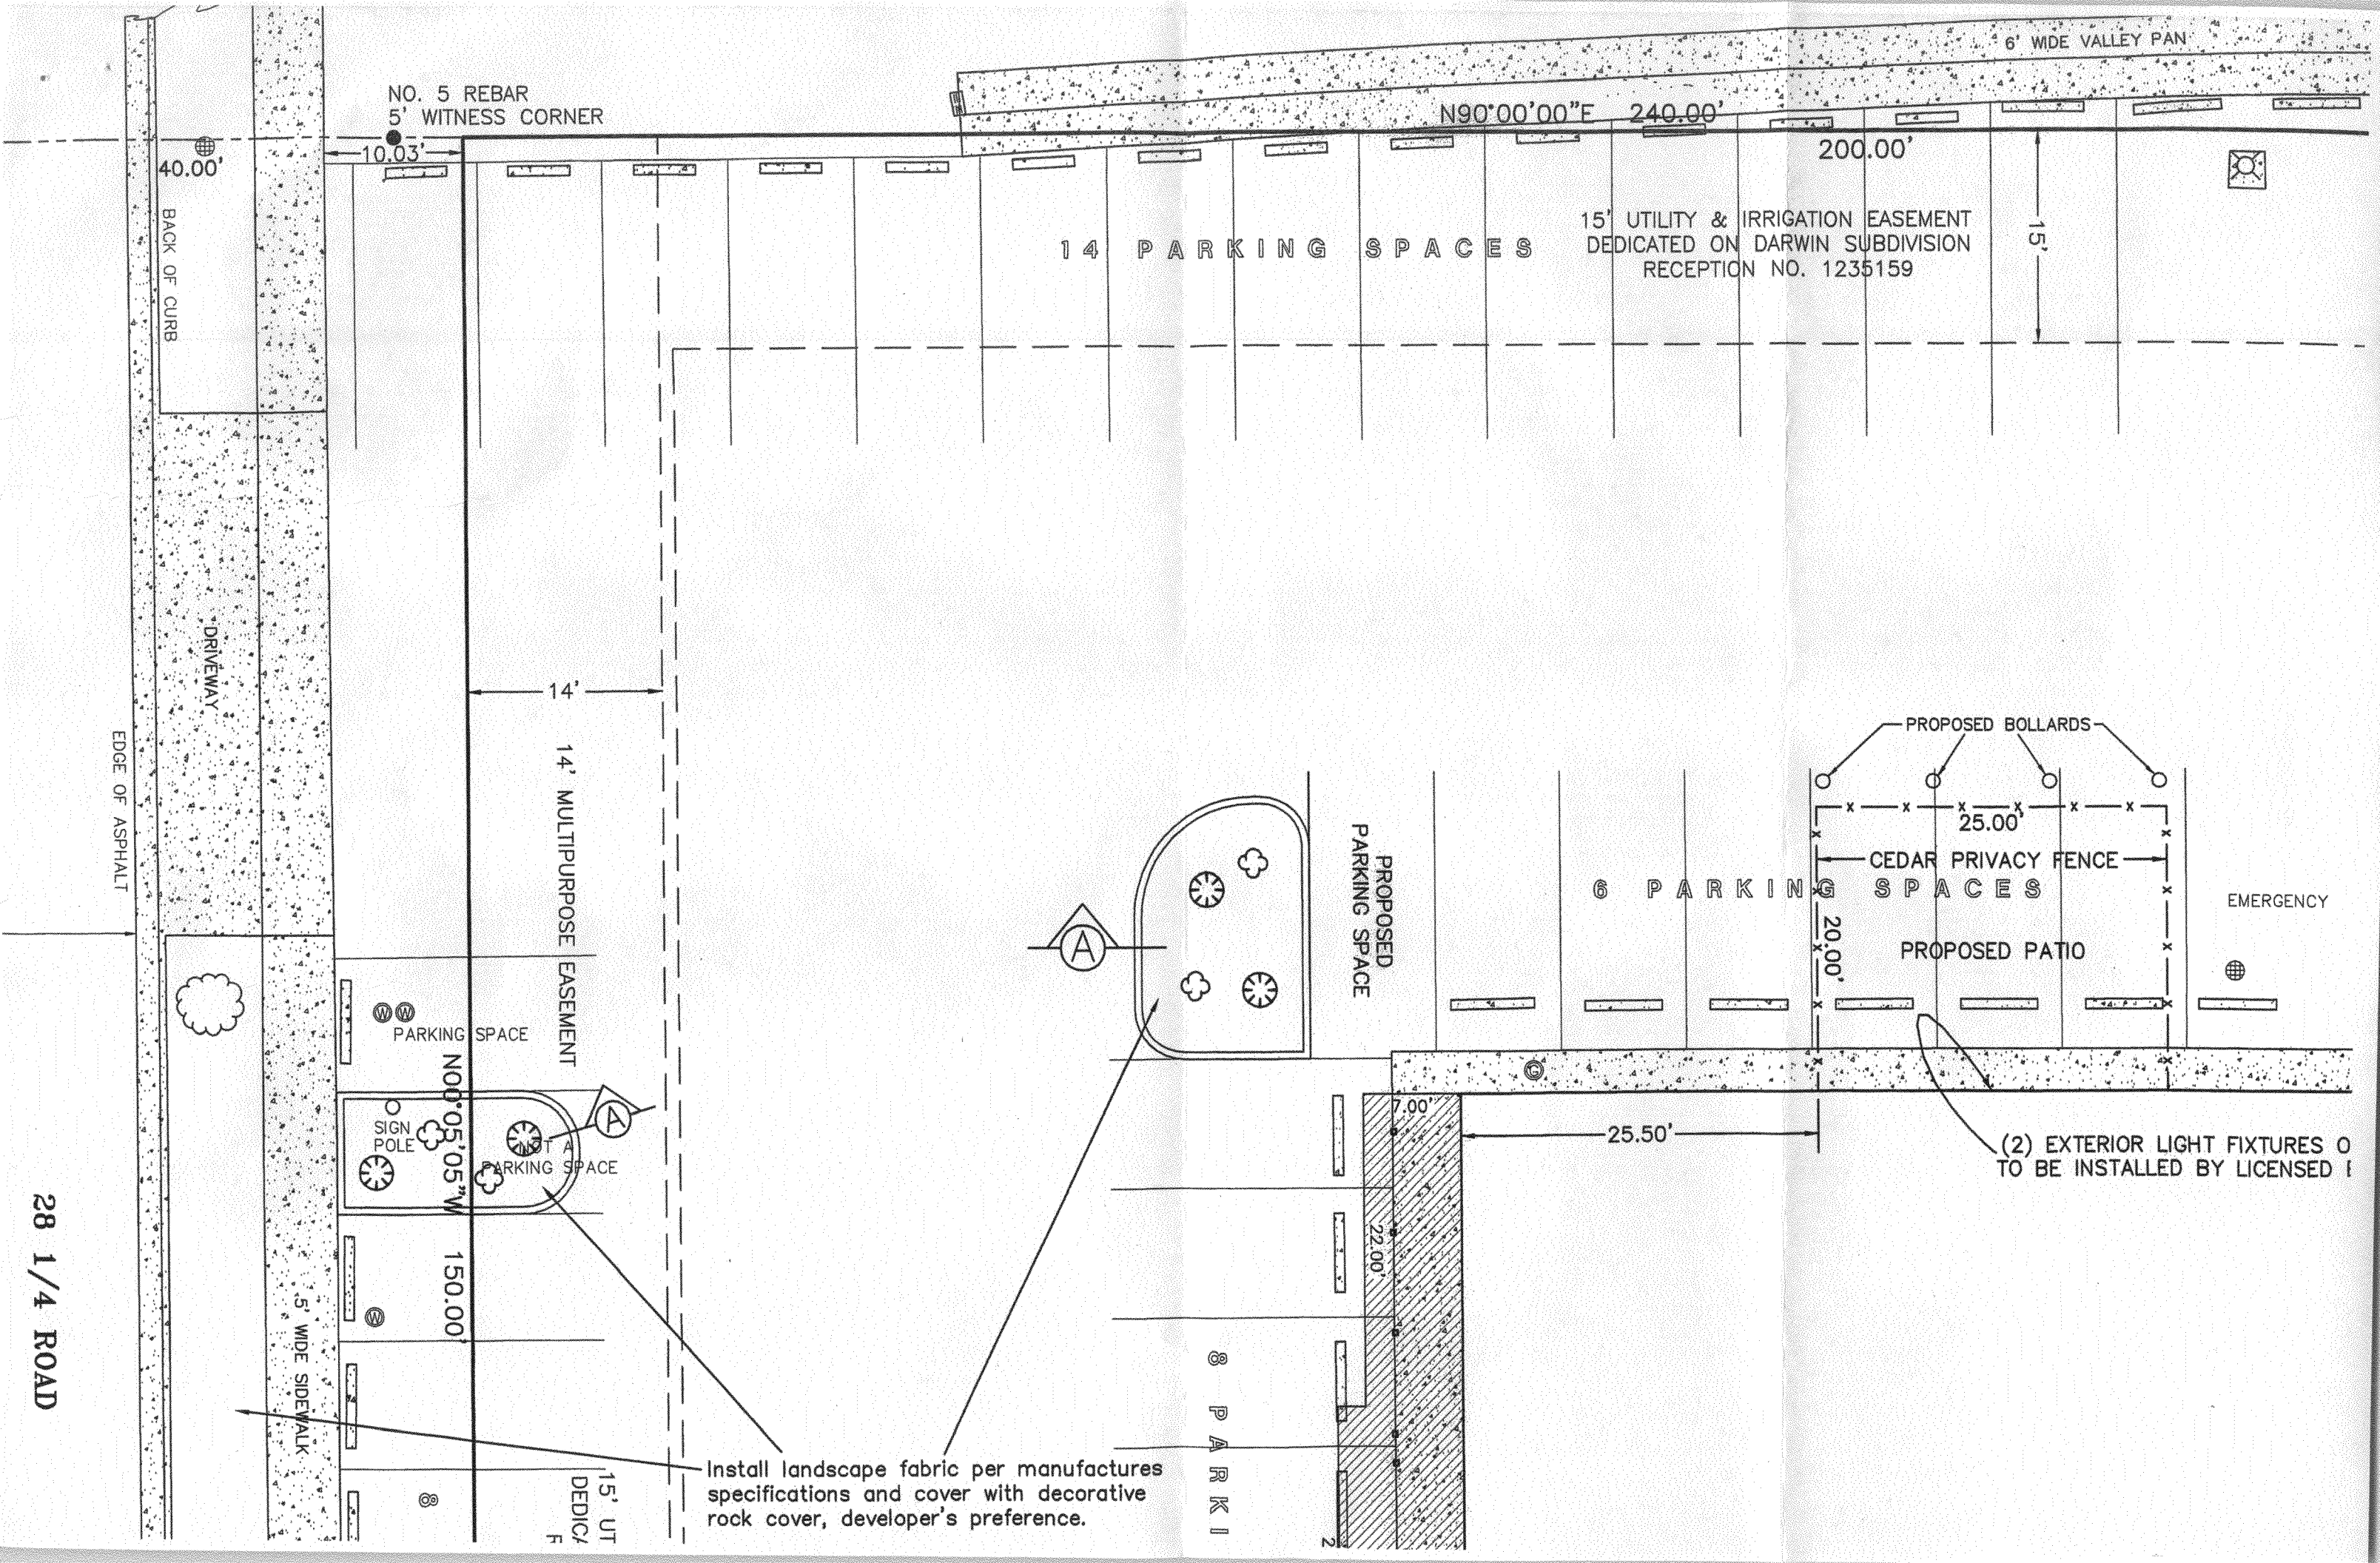 6' WIDE VALLEY PAN
NO. 5 REBAR
5' WITNESS CORNER
N90°00'00"E 240.00'
10.03'
40.00'
200.00'
BACK OF CURB
14 PARKING SPACES
15' UTILITY & IRRIGATION EASEMENT
DEDICATED ON DARWIN SUBDIVISION
RECEPTION NO. 1235159
15'
DRIVEWAY
14'
EDGE OF ASPHALT
14' MULTIPURPOSE EASEMENT
PROPOSED BOLLARDS
25.00'
CEDAR PRIVACY FENCE
PROPOSED
PARKING SPACE
6 PARKING SPACES
EMERGENCY
20.00'
PROPOSED PATIO
A
W W
PARKING SPACE
N00°05'05"W 150.00'
G
A
SIGN
POLE
NOT A
PARKING SPACE
7.00'
25.50'
(2) EXTERIOR LIGHT FIXTURES O
TO BE INSTALLED BY LICENSED
22.00'
28 1/4 ROAD
5' WIDE SIDEWALK
W
8 PARKI
Install landscape fabric per manufactures
specifications and cover with decorative
rock cover, developer's preference.
15' UT
DEDICA
8
2